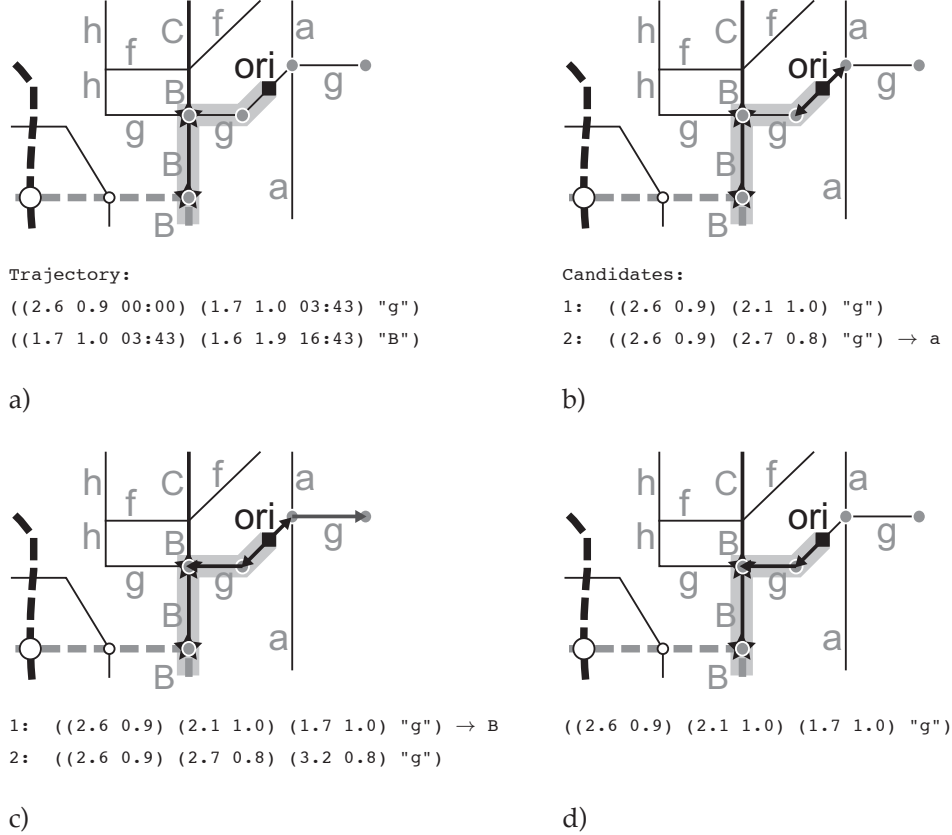 h f C f a
ori
h B g
g g
B a
B
Trajectory:
((2.6 0.9 00:00) (1.7 1.0 03:43) "g")
((1.7 1.0 03:43) (1.6 1.9 16:43) "B")
a)
h f C f a
ori
h B g
g g
B a
B
Candidates:
1: ((2.6 0.9) (2.1 1.0) "g")
2: ((2.6 0.9) (2.7 0.8) "g") → a
b)
h f C f a
ori
h B g
g g
B a
B
1: ((2.6 0.9) (2.1 1.0) (1.7 1.0) "g") → B
2: ((2.6 0.9) (2.7 0.8) (3.2 0.8) "g")
c)
h f C f a
ori
h B g
g g
B a
B
((2.6 0.9) (2.1 1.0) (1.7 1.0) "g")
d)